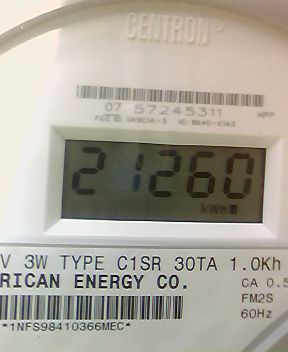 CENTRON®
07 57245311 HPP
21260
kWh
V 3W TYPE C1SR 30TA 1.0Kh
RICAN ENERGY CO. CA 0.5
FM2S
60Hz
*1NFS98410366MEC*